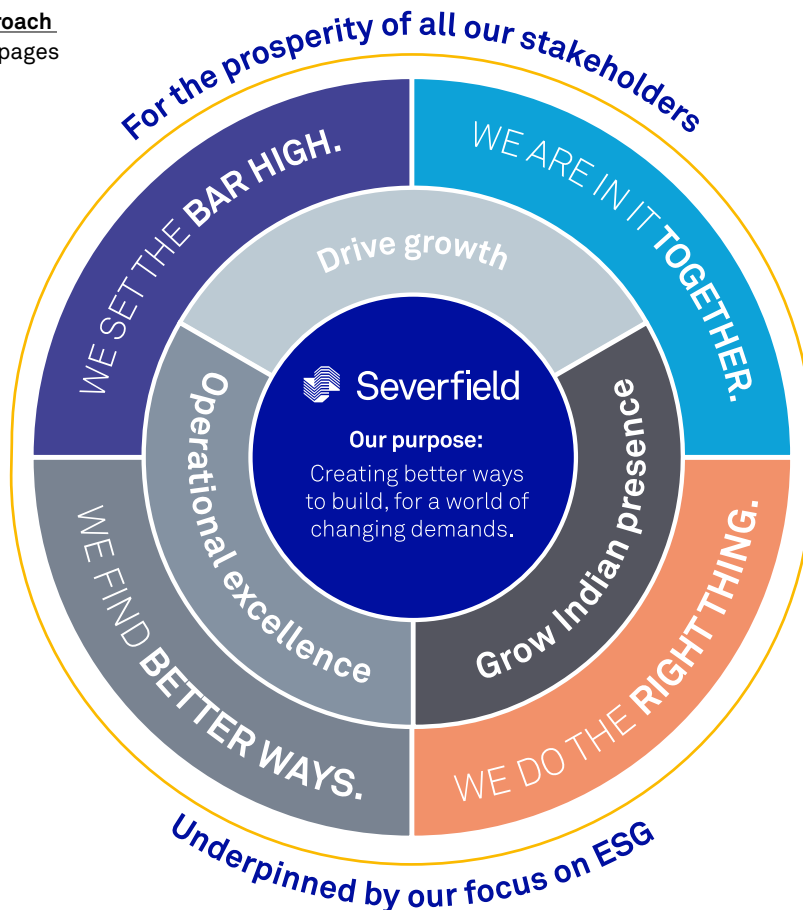 roach
pages
For the prosperity of all our stakeholders
WE SET THE BAR HIGH.
WE ARE IN IT TOGETHER.
Drive growth
Operational excellence
Grow Indian presence
Severfield
Our purpose:
Creating better ways
to build, for a world of
changing demands.
WE FIND BETTER WAYS.
WE DO THE RIGHT THING.
Underpinned by our focus on ESG